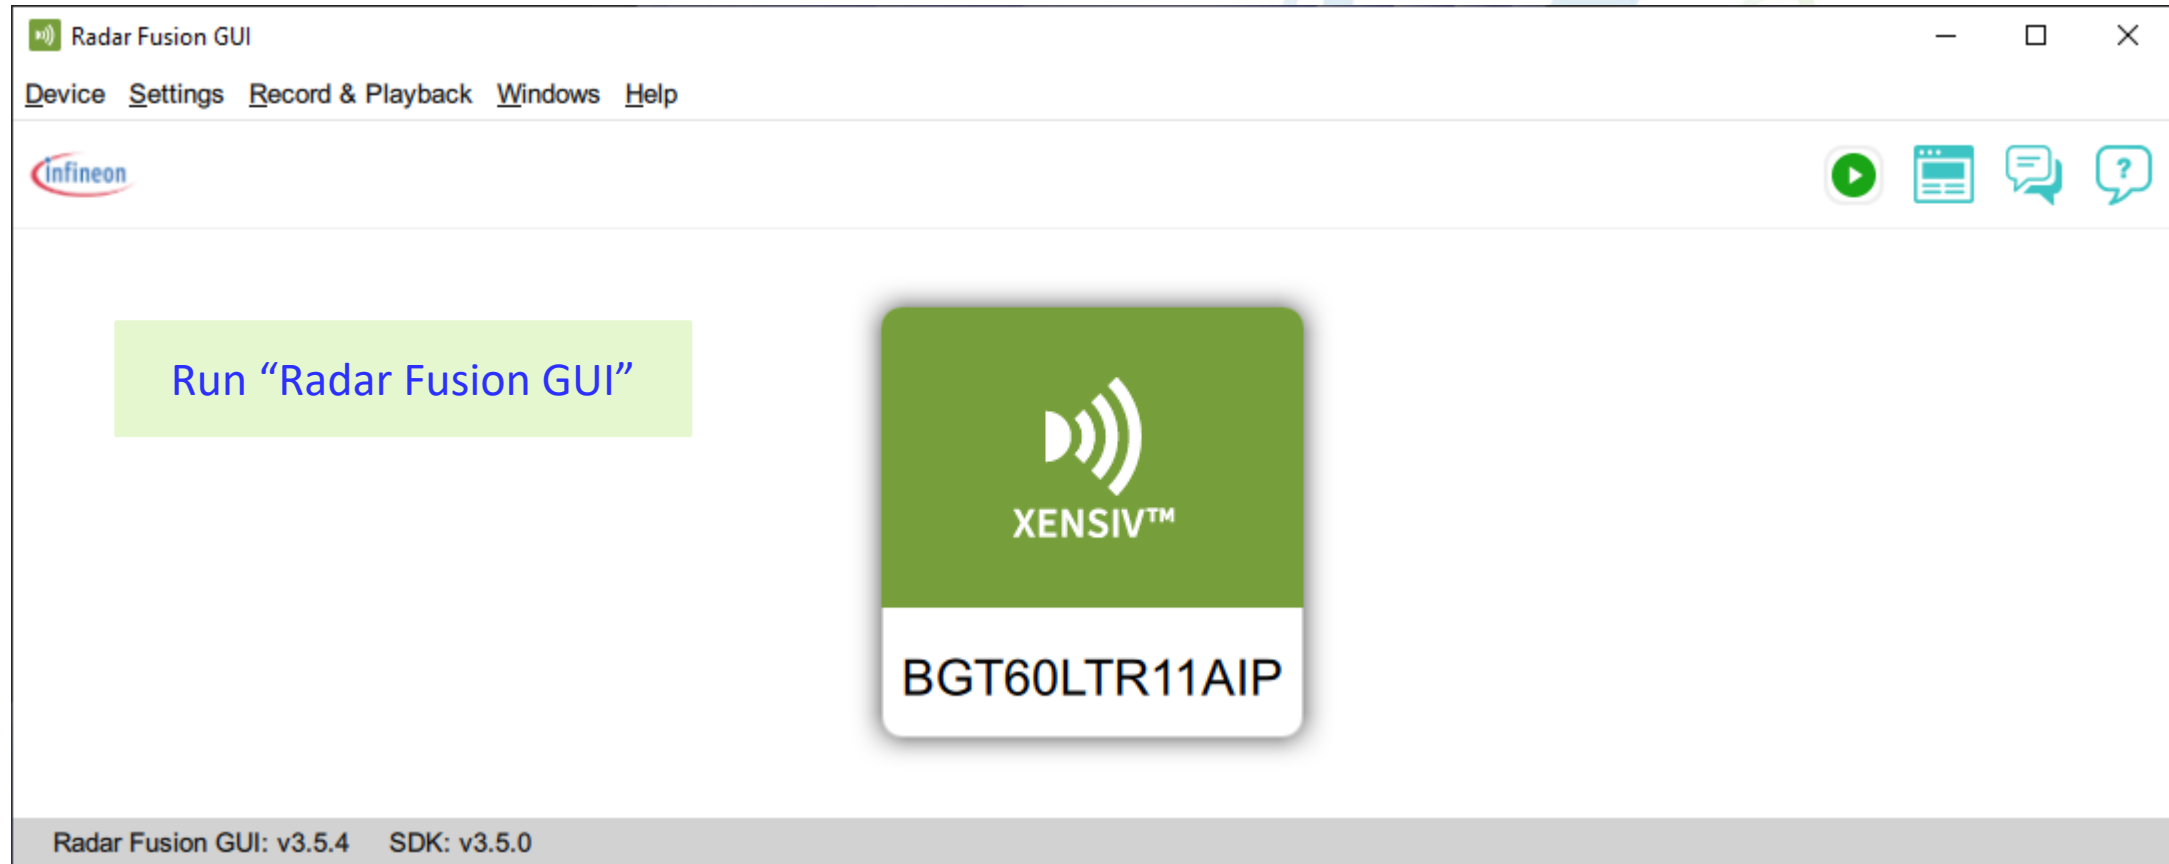 Radar Fusion GUI
Device Settings Record & Playback Windows Help
infineon
?
Run “Radar Fusion GUI”
XENSIV™
BGT60LTR11AIP
Radar Fusion GUI: v3.5.4 SDK: v3.5.0